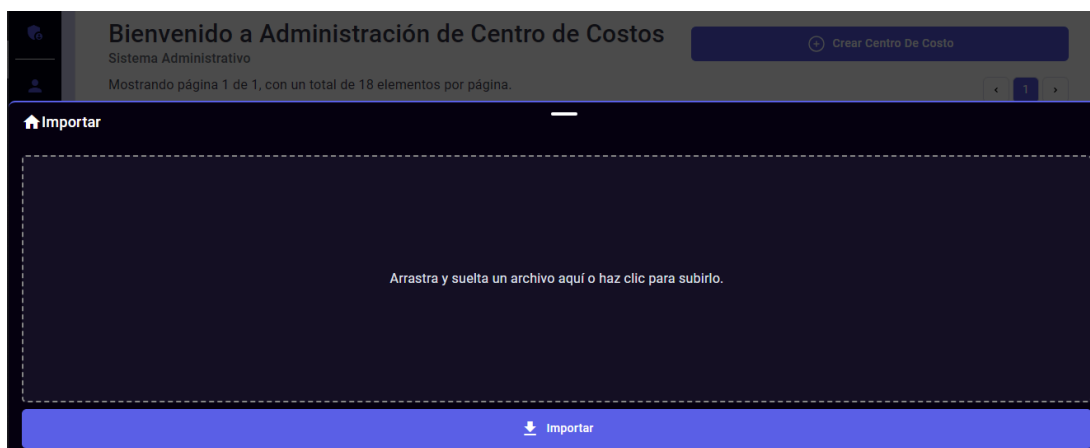 Bienvenido a Administración de Centro de Costos
Crear Centro De Costo
Sistema Administrativo
Mostrando página 1 de 1, con un total de 18 elementos por página.
‹ 1 ›
Importar
Arrastra y suelta un archivo aquí o haz clic para subirlo.
Importar